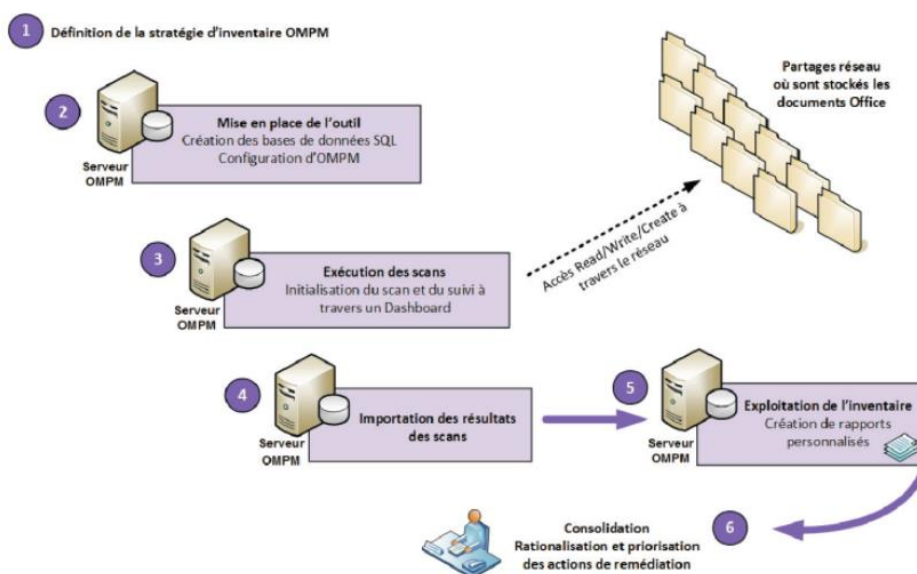 1
Définition de la stratégie d'inventaire OMPM
Partages réseau
où sont stockés les
documents Office
2
Mise en place de l'outil
Création des bases de données SQL
Configuration d'OMPM
Serveur
OMPM
3
Exécution des scans
Initialisation du scan et du suivi à
travers un Dashboard
Serveur
OMPM
Accès Read/Write/Create à
travers le réseau
4
Importation des résultats
des scans
Serveur
OMPM
5
Exploitation de l'inventaire
Création de rapports
personnalisés
Serveur
OMPM
6
Consolidation
Rationalisation et priorisation
des actions de remédiation